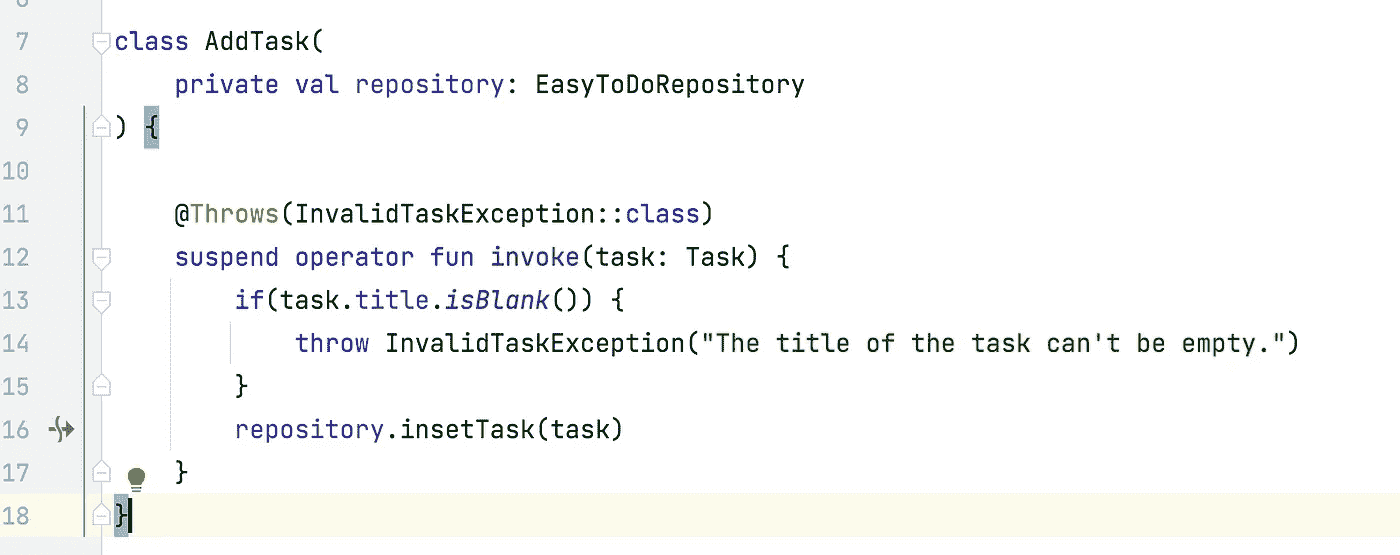 7 class AddTask(
8     private val repository: EasyToDoRepository
9 ) {
10
11     @Throws(InvalidTaskException::class)
12     suspend operator fun invoke(task: Task) {
13         if(task.title.isBlank()) {
14             throw InvalidTaskException("The title of the task can't be empty.")
15         }
16         repository.insetTask(task)
17     }
18 }